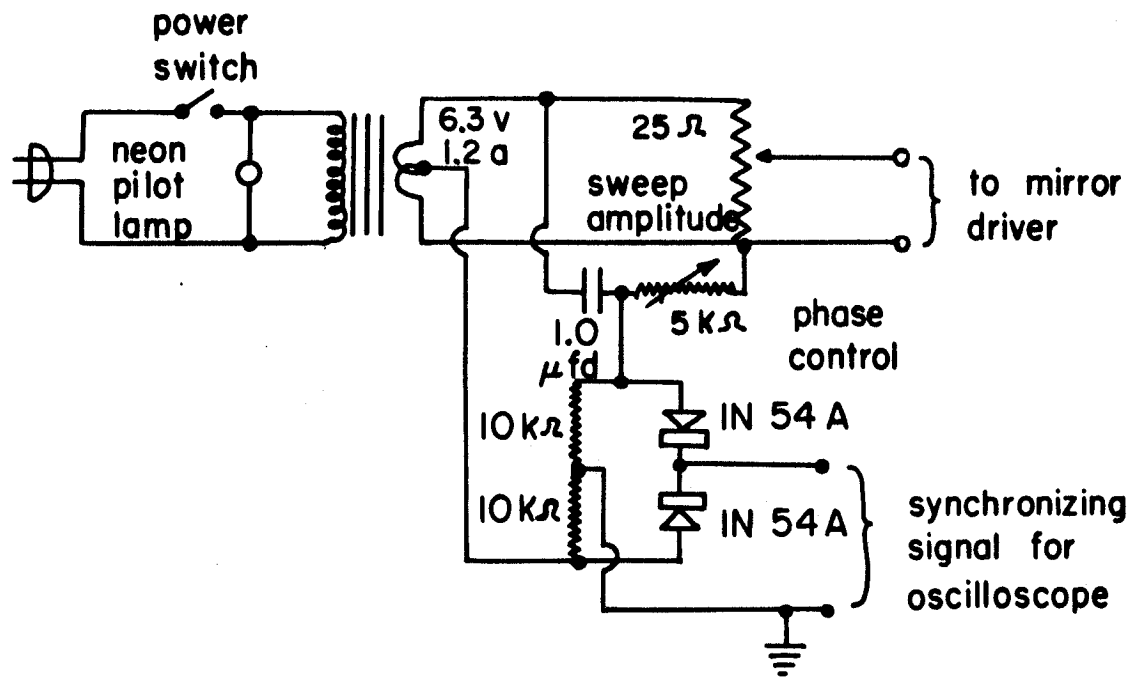 power
switch
neon
pilot
lamp
6.3 v
1.2 a
25 Ω
sweep
amplitude
to mirror
driver
1.0
μfd
5 KΩ
phase
control
10 KΩ
10 KΩ
IN 54 A
IN 54 A
synchronizing
signal for
oscilloscope